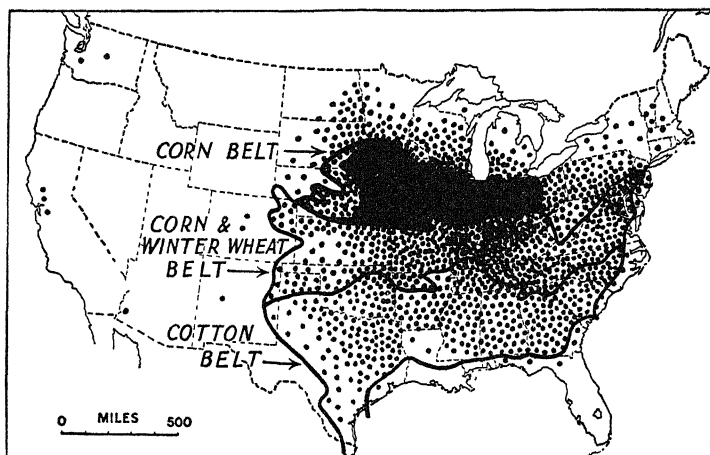 CORN BELT
CORN &
WINTER WHEAT
BELT
COTTON
BELT
0 MILES 500